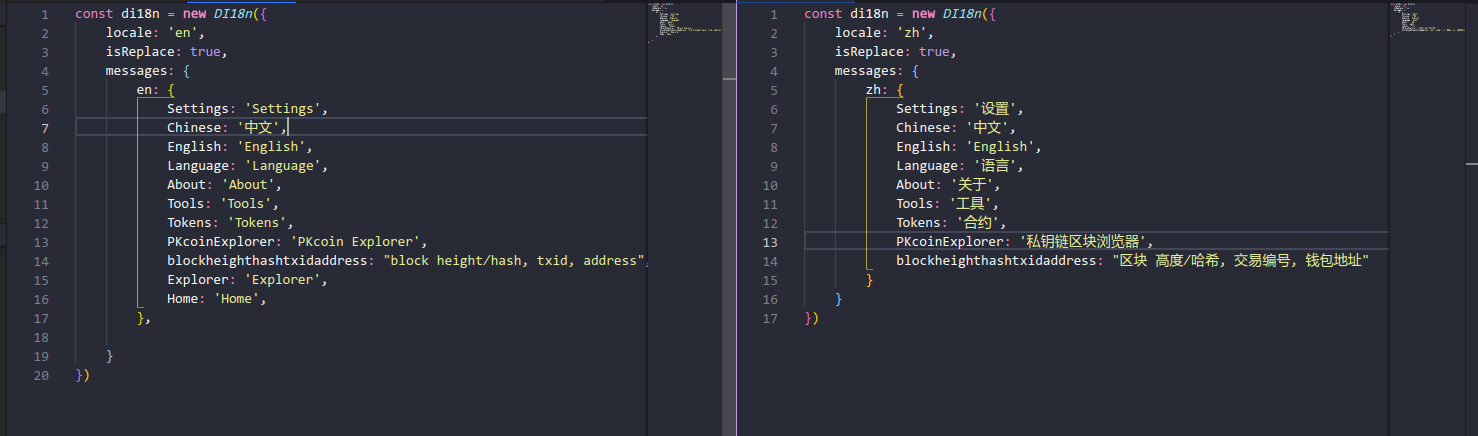 1 const di18n = new DI18n({
2 locale: 'en',
3 isReplace: true,
4 messages: {
5 en: {
6 Settings: 'Settings',
7 Chinese: '中文',
8 English: 'English',
9 Language: 'Language',
10 About: 'About',
11 Tools: 'Tools',
12 Tokens: 'Tokens',
13 PKcoinExplorer: 'PKcoin Explorer',
14 blockheighthashtxidaddress: "block height/hash, txid, address",
15 Explorer: 'Explorer',
16 Home: 'Home',
17 },
18
19 }
20 })
1 const di18n = new DI18n({
2 locale: 'zh',
3 isReplace: true,
4 messages: {
5 zh: {
6 Settings: '设置',
7 Chinese: '中文',
8 English: 'English',
9 Language: '语言',
10 About: '关于',
11 Tools: '工具',
12 Tokens: '合约',
13 PKcoinExplorer: '私钥链区块浏览器',
14 blockheighthashtxidaddress: "区块 高度/哈希, 交易编号, 钱包地址"
15 }
16 }
17 })